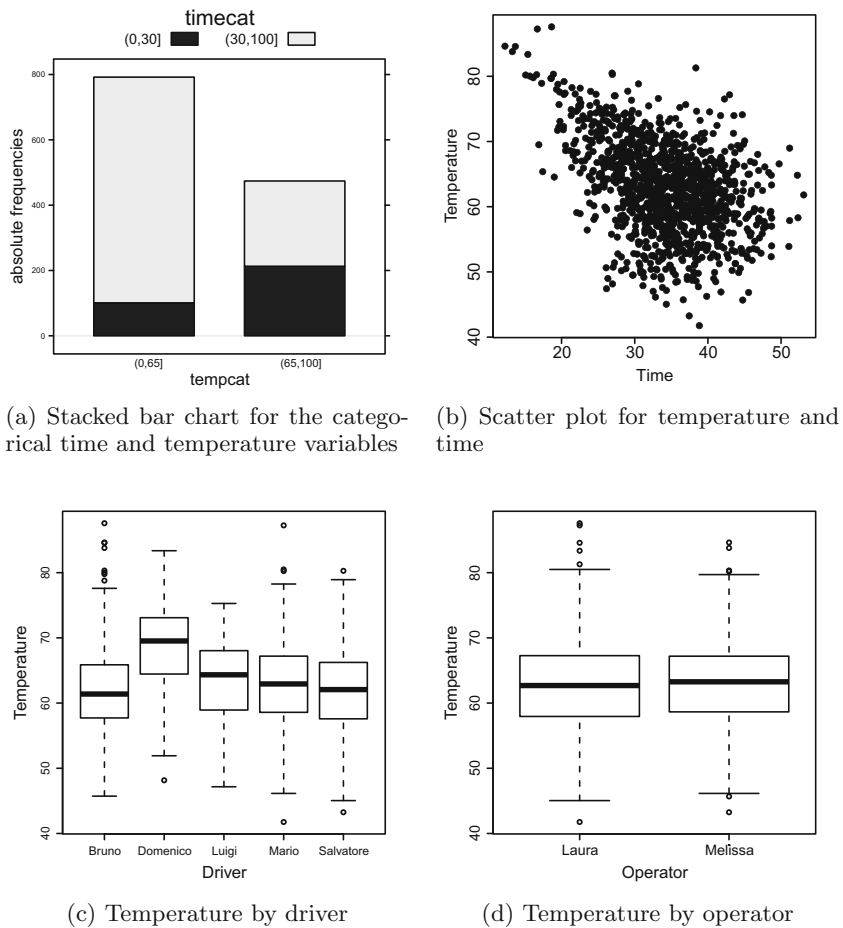 timecat
(0,30] (30,100]
absolute frequencies
800
600
400
200
0
(0,65] (65,100]
tempcat
(a) Stacked bar chart for the catego-
rical time and temperature variables
Temperature
80
70
60
50
40
20 30 40 50
Time
(b) Scatter plot for temperature and
time
Temperature
80
70
60
50
40
Bruno Domenico Luigi Mario Salvatore
Driver
(c) Temperature by driver
Temperature
80
70
60
50
40
Laura Melissa
Operator
(d) Temperature by operator